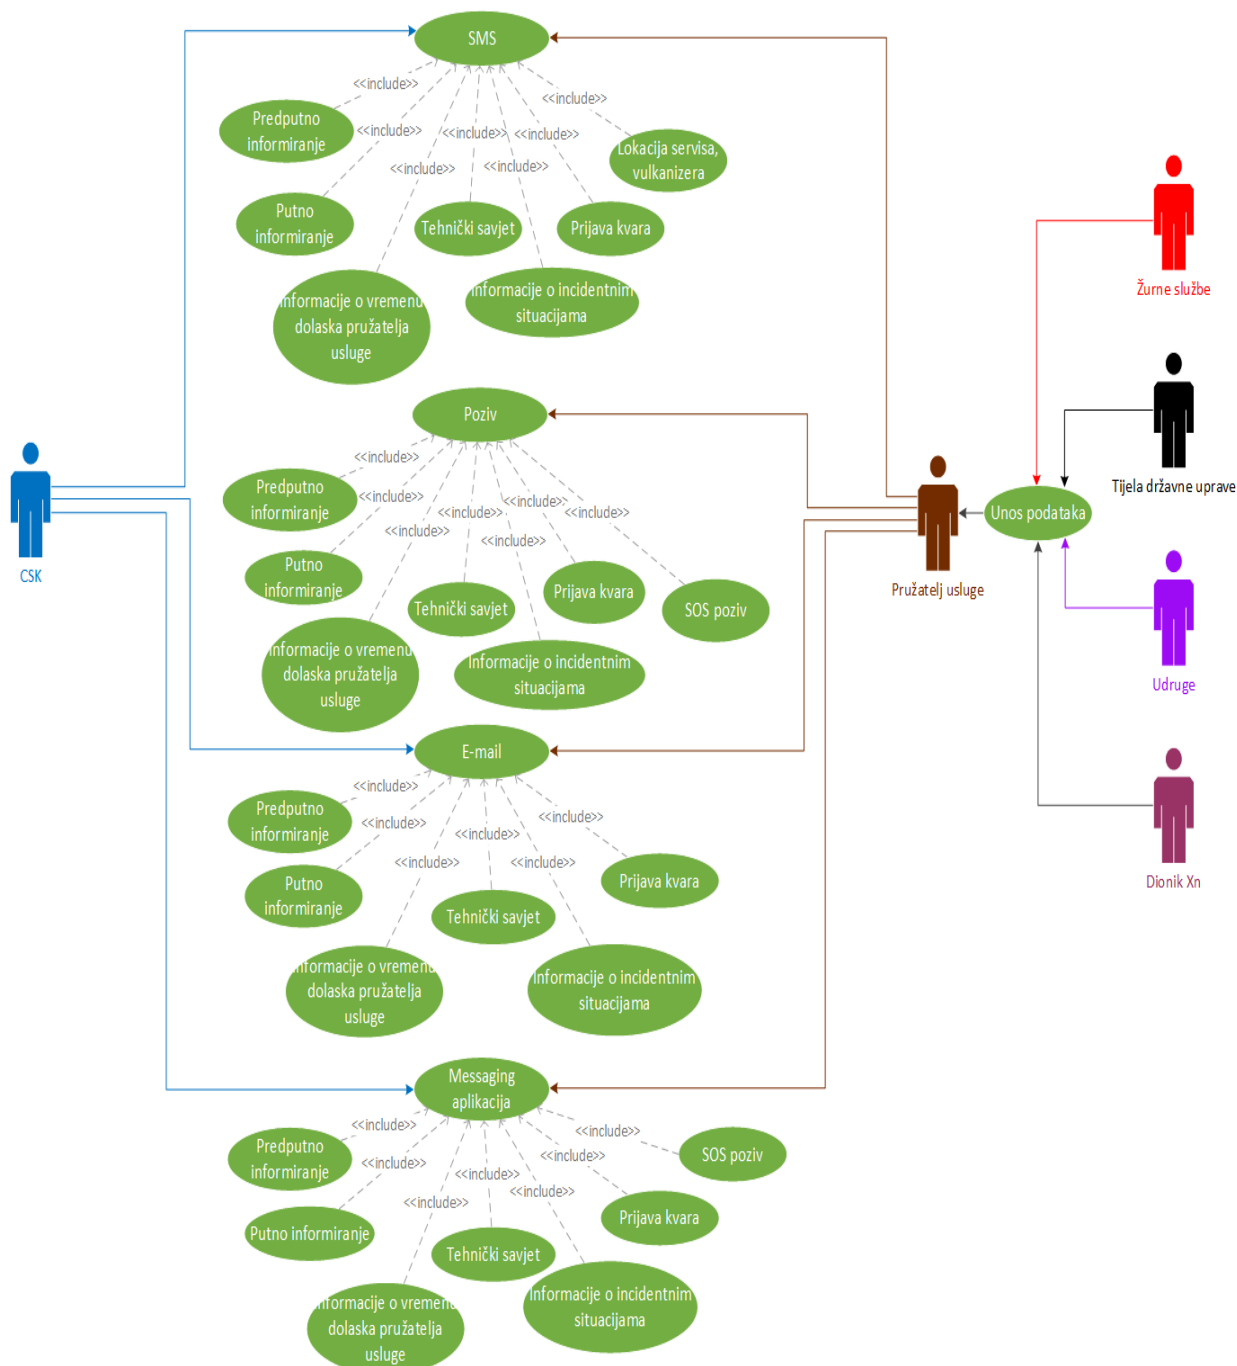 SMS
<<include>>
<<include>>
<<include>>
<<include>>
<<include>>
<<include>>
<<include>>
Predputno
informiranje
Lokacija servisa,
vulkanizera
Putno
informiranje
Tehnički savjet
Prijava kvara
Informacije o vremenu
dolaska pružatelja
usluge
Informacije o incidentnim
situacijama
Poziv
<<include>>
<<include>>
<<include>>
<<include>>
<<include>>
<<include>>
<<include>>
Predputno
informiranje
Putno
informiranje
Tehnički savjet
Prijava kvara
SOS poziv
Informacije o vremenu
dolaska pružatelja
usluge
Informacije o incidentnim
situacijama
E-mail
<<include>>
<<include>>
<<include>>
<<include>>
<<include>>
<<include>>
Predputno
informiranje
Putno
informiranje
Tehnički savjet
Prijava kvara
Informacije o vremenu
dolaska pružatelja
usluge
Informacije o incidentnim
situacijama
Messaging
aplikacija
<<include>>
<<include>>
<<include>>
<<include>>
<<include>>
<<include>>
<<include>>
Predputno
informiranje
SOS poziv
Putno informiranje
Tehnički savjet
Prijava kvara
Informacije o vremenu
dolaska pružatelja
usluge
Informacije o incidentnim
situacijama
CSK
Pružatelj usluge
Unos podataka
Žurne službe
Tijela državne uprave
Udruge
Dionik Xn